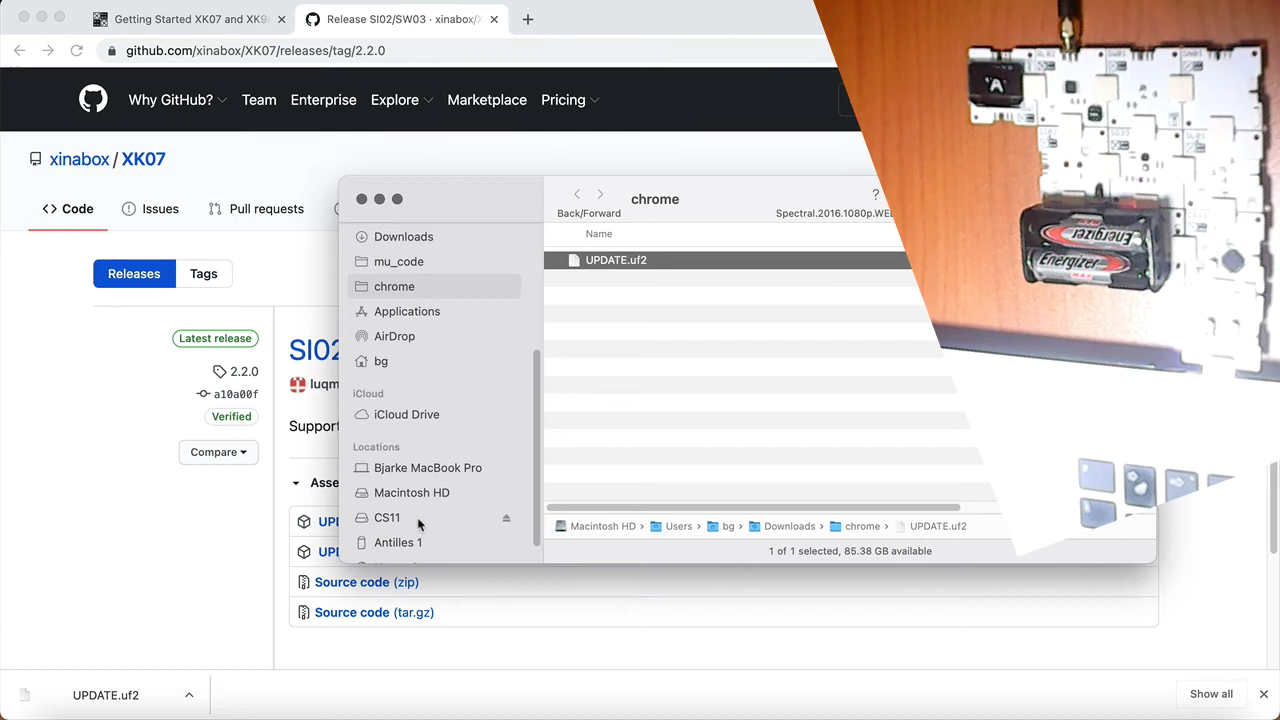 Getting Started XK07 and XK9
Release SI02/SW03 · xinabox/X
github.com/xinabox/XK07/releases/tag/2.2.0
Why GitHub? Team Enterprise Explore Marketplace Pricing
xinabox / XK07
Code Issues Pull requests
Releases Tags
Latest release
2.2.0
a10a00f
Verified
Compare
SI02
luqm
Support
Asse
UPD
UPD
Source code (zip)
Source code (tar.gz)
Downloads
mu_code
chrome
Applications
AirDrop
bg
iCloud
iCloud Drive
Locations
Bjarke MacBook Pro
Macintosh HD
CS11
Antilles 1
chrome
?
Back/Forward
Spectral.2016.1080p.WE
Name
UPDATE.uf2
Macintosh HD Users bg Downloads chrome UPDATE.uf2
1 of 1 selected, 85.38 GB available
Energizer
Energizer
MAX
UPDATE.uf2
Show all